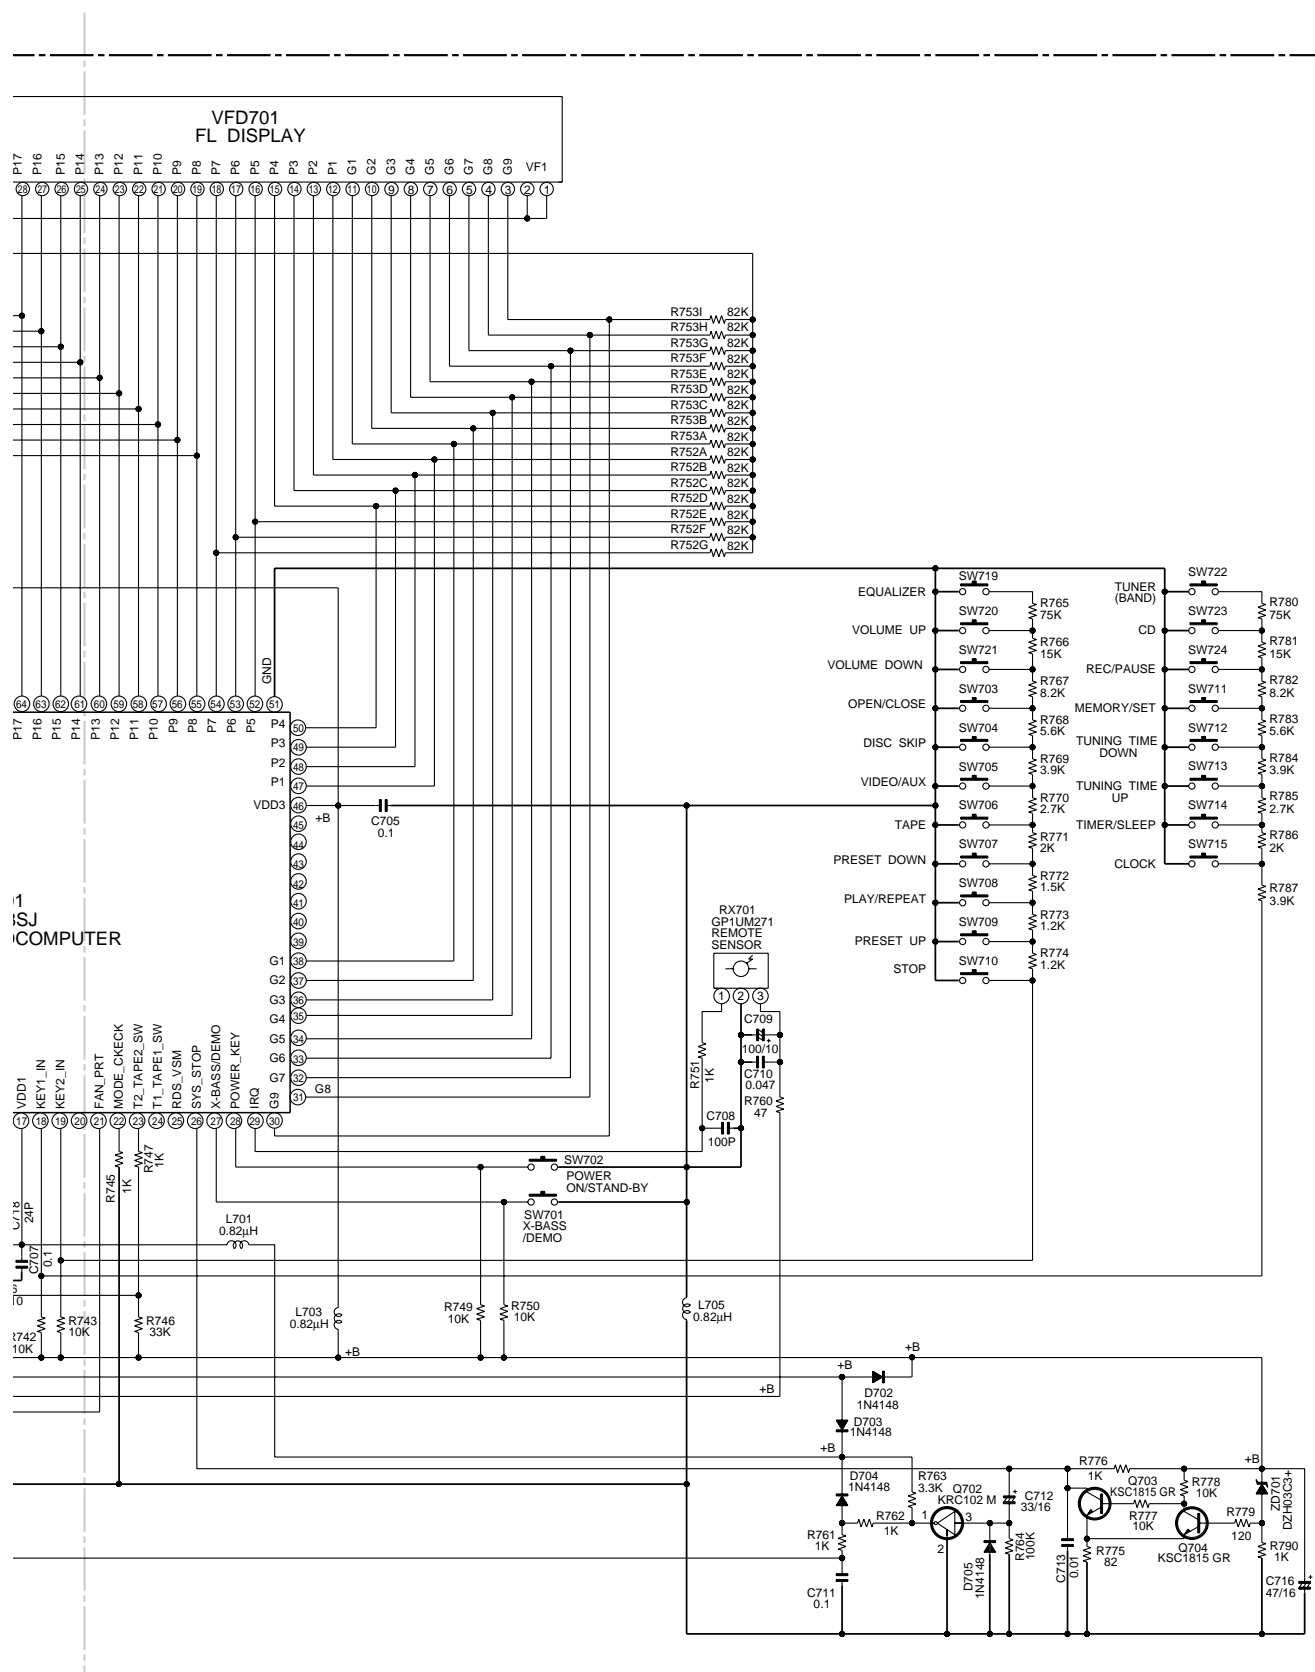 VFD701
FL DISPLAY
P17 P16 P15 P14 P13 P12 P11 P10 P9 P8 P7 P6 P5 P4 P3 P2 P1 G1 G2 G3 G4 G5 G6 G7 G8 G9 VF1
28 27 26 25 24 23 22 21 20 19 18 17 16 15 14 13 12 11 10 9 8 7 6 5 4 3 2 1
R753I 82K
R753H 82K
R753G 82K
R753F 82K
R753E 82K
R753D 82K
R753C 82K
R753B 82K
R753A 82K
R752A 82K
R752B 82K
R752C 82K
R752D 82K
R752E 82K
R752F 82K
R752G 82K
EQUALIZER SW719
R765
75K
VOLUME UP SW720
R766
15K
VOLUME DOWN SW721
R767
8.2K
OPEN/CLOSE SW703
R768
5.6K
DISC SKIP SW704
R769
3.9K
VIDEO/AUX SW705
R770
2.7K
TAPE SW706
R771
2K
PRESET DOWN SW707
R772
1.5K
PLAY/REPEAT SW708
R773
1.2K
PRESET UP SW709
R774
1.2K
STOP SW710
TUNER
(BAND)
SW722
R780
75K
CD SW723
R781
15K
REC/PAUSE SW724
R782
8.2K
MEMORY/SET SW711
R783
5.6K
TUNING TIME
DOWN
SW712
R784
3.9K
TUNING TIME
UP
SW713
R785
2.7K
TIMER/SLEEP SW714
R786
2K
CLOCK SW715
R787
3.9K
GND
64 63 62 61 60 59 58 57 56 55 54 53 52 51
P17 P16 P15 P14 P13 P12 P11 P10 P9 P8 P7 P6 P5
P4 50
P3 49
P2 48
P1 47
VDD3 46 +B
C705
0.1
45
44
43
42
41
40
39
COMPUTER
G1 38
G2 37
G3 36
G4 35
G5 34
G6 33
G7 32
31 G8
VDD1 KEY1_IN KEY2_IN FAN_PRT MODE_CKECK T2_TAPE2_SW T1_TAPE1_SW RDS_VSM SYS_STOP X-BASS/DEMO POWER_KEY IRQ G9
17 18 19 20 21 22 23 24 25 26 27 28 29 30
RX701
GP1UM271
REMOTE
SENSOR
1 2 3
C709
100/10
+
C710
0.047
R751
1K
R760
47
C708
100P
R745
1K
R747
1K
SW702
POWER
ON/STAND-BY
SW701
X-BASS
/DEMO
C718
24P
C707
0.1
L701
0.82µH
R742
10K
R743
10K
R746
33K
L703
0.82µH
R749
10K
R750
10K
L705
0.82µH
+B
+B
+B
+B
D702
1N4148
D703
1N4148
+B
D704
1N4148
R763
3.3K
Q702
KRC102 M
1 3
2
C712
33/16
+
R762
1K
R761
1K
C711
0.1
D705
1N4148
R764
100K
C713
0.01
R776
1K
Q703
KSC1815 GR
R778
10K
R777
10K
R775
82
Q704
KSC1815 GR
R779
120
+B
ZD701
DZH03C3+
R790
1K
C716
47/16
+